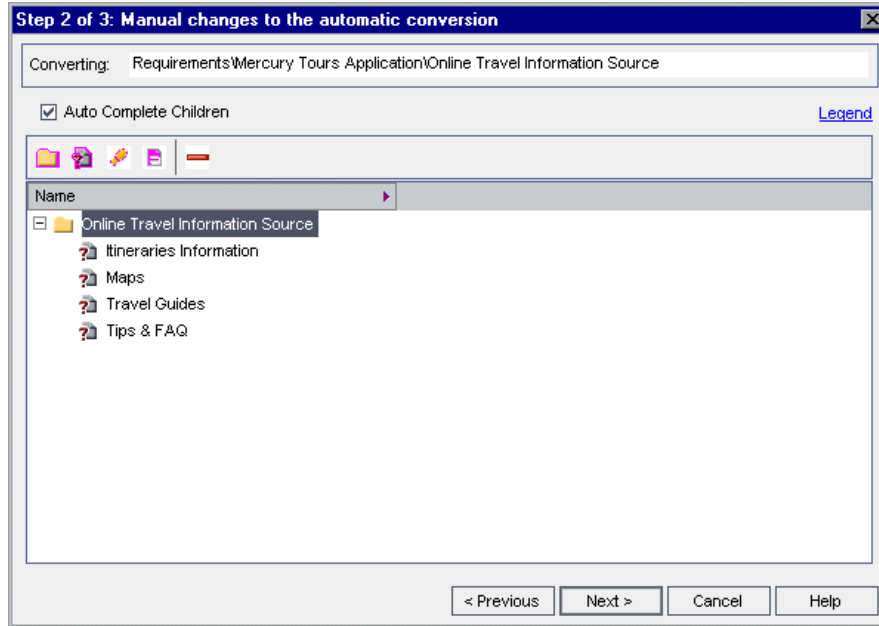 Step 2 of 3: Manual changes to the automatic conversion
Converting: Requirements\Mercury Tours Application\Online Travel Information Source
Auto Complete Children
Legend
Name
Online Travel Information Source
Itineraries Information
Maps
Travel Guides
Tips & FAQ
< Previous Next > Cancel Help